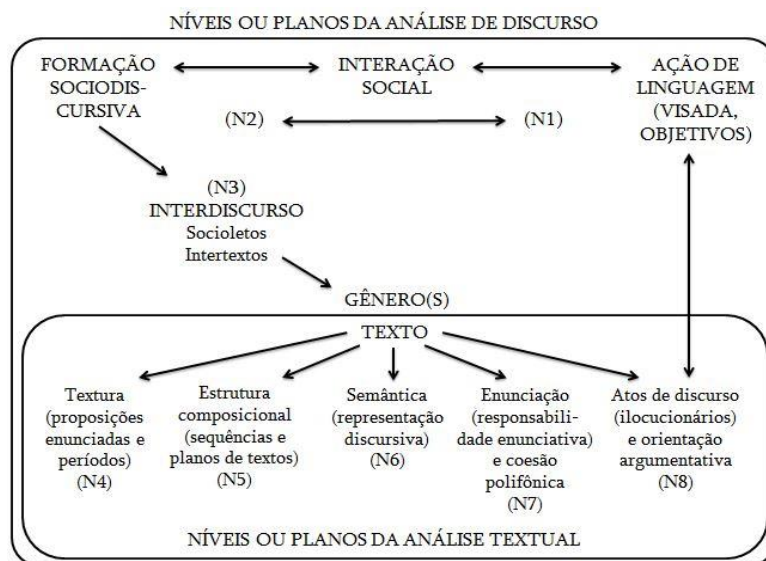 NÍVEIS OU PLANOS DA ANÁLISE DE DISCURSO
FORMAÇÃO
SOCIODIS-
CURSIVA
INTERAÇÃO
SOCIAL
AÇÃO DE
LINGUAGEM
(VISADA,
OBJETIVOS)
(N2)
(N1)
(N3)
INTERDISCURSO
Socioletos
Intertextos
GÊNERO(S)
TEXTO
Textura
(proposições
enunciadas e
períodos)
(N4)
Estrutura
composicional
(sequências e
planos de textos)
(N5)
Semântica
(representação
discursiva)
(N6)
Enunciação
(responsabili-
dade enunciativa)
e coesão
polifônica
(N7)
Atos de discurso
(ilocucionários)
e orientação
argumentativa
(N8)
NÍVEIS OU PLANOS DA ANÁLISE TEXTUAL